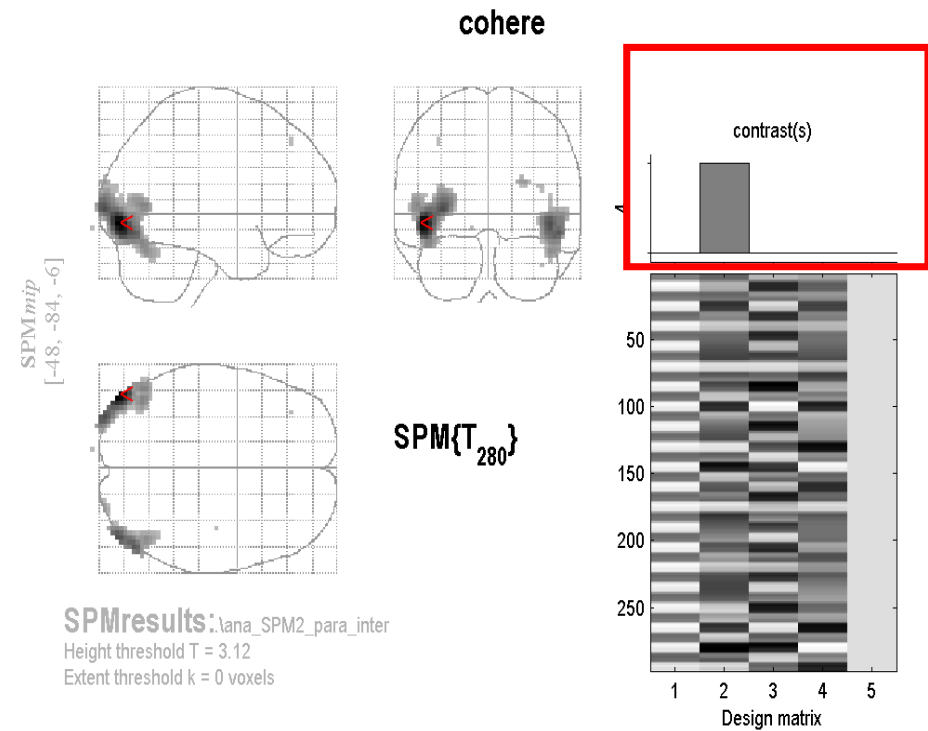 cohere
contrast(s)
SPMmip
[-48, -84, -6]
SPM{T280}
50
100
150
200
250
1 2 3 4 5
Design matrix
SPMresults:.\ana_SPM2_para_inter
Height threshold T = 3.12
Extent threshold k = 0 voxels